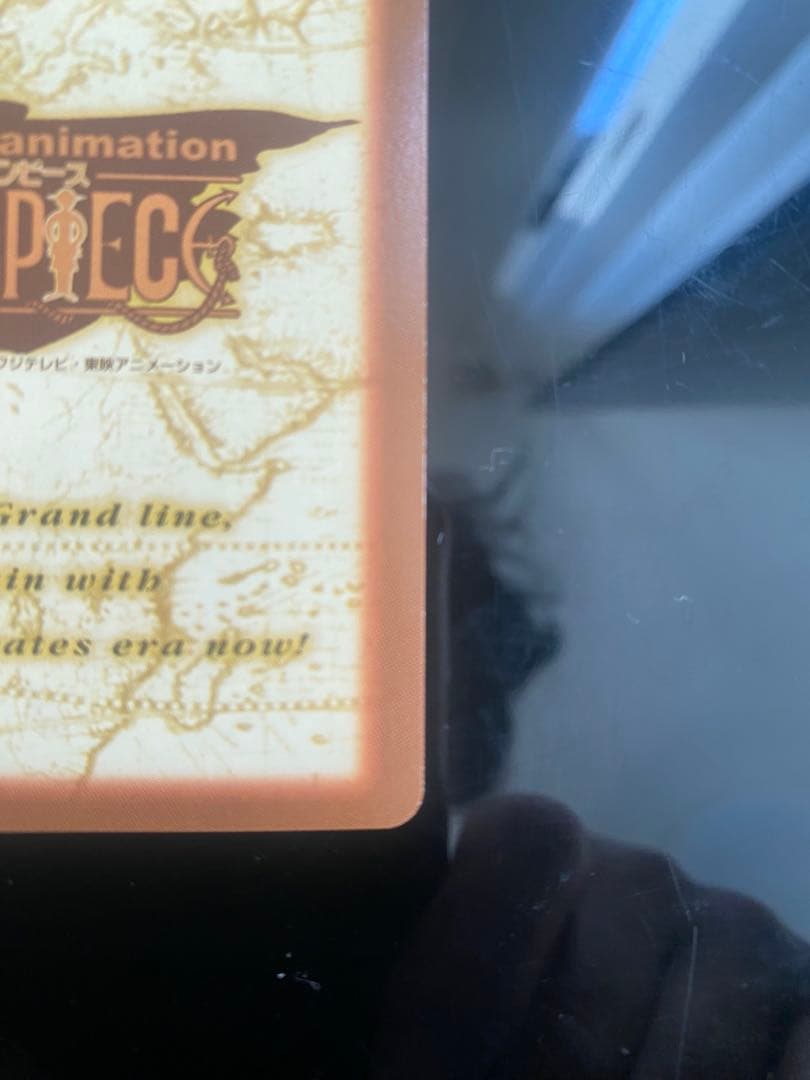 animation
ンピース
PIECE
フジテレビ・東映アニメーション
Grand line,
in with
ates era now!